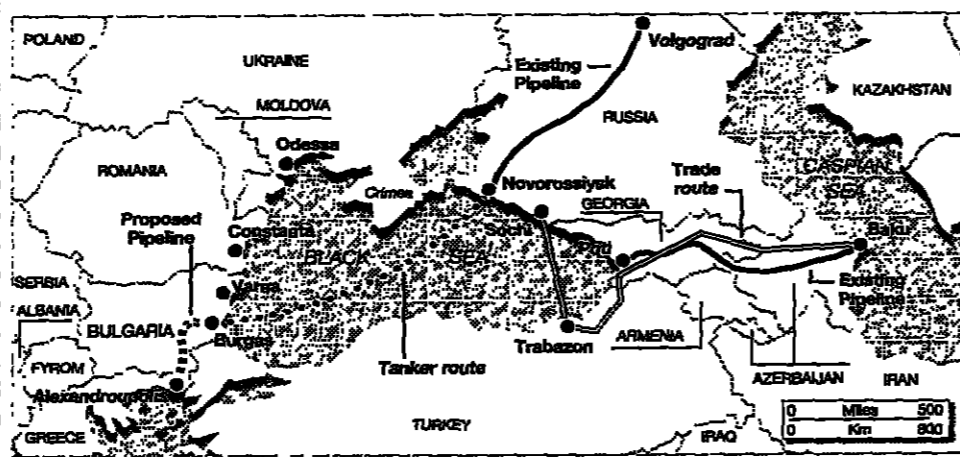 POLAND
UKRAINE
Volgograd
Existing
Pipeline
KAZAKHSTAN
MOLDOVA
RUSSIA
Odessa
ROMANIA
Crimea
Novorossiysk
Trade
route
CASPIAN
SEA
Proposed
Pipeline
GEORGIA
Constanta
Sochi
Poti
Baku
BLACK
SEA
SERBIA
Varna
Existing
Pipeline
ALBANIA
BULGARIA
Burgas
Trabazon
ARMENIA
FYROM
Tanker route
AZERBAIJAN
IRAN
Alexandroupolis
GREECE
TURKEY
IRAQ
0 Miles 500
0 Km 800